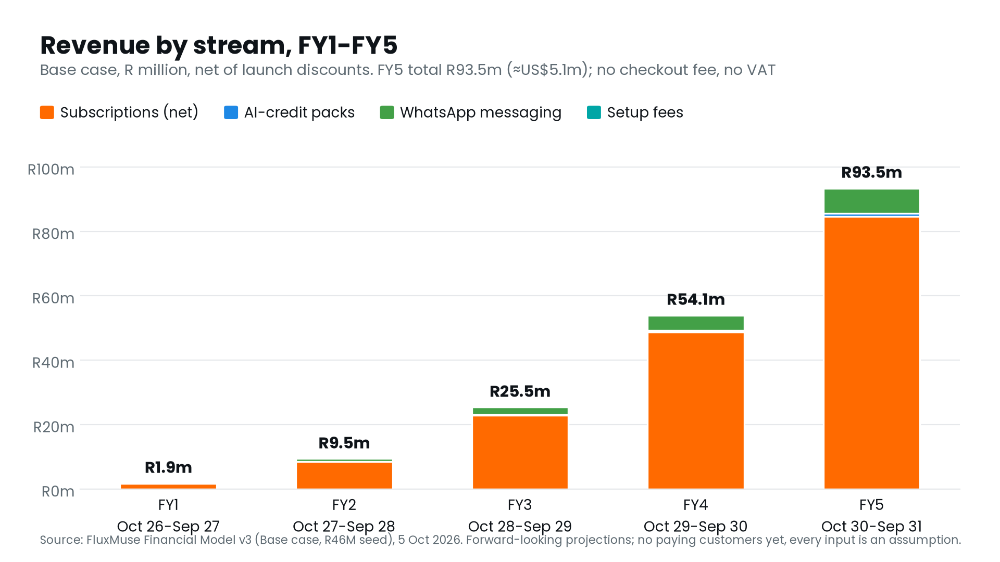 Revenue by stream, FY1–FY5
Base case, R million, net of launch discounts. FY5 total R93.5m (≈US$5.1m); no checkout fee, no VAT
Subscriptions (net) AI-credit packs WhatsApp messaging Setup fees
R100m
R93.5m
R80m
R60m
R54.1m
R40m
R25.5m
R20m
R9.5m
R1.9m
R0m
FY1 FY2 FY3 FY4 FY5
Oct 26–Sep 27 Oct 27–Sep 28 Oct 28–Sep 29 Oct 29–Sep 30 Oct 30–Sep 31
Source: FluxMuse Financial Model v3 (Base case, R46M seed), 5 Oct 2026. Forward-looking projections; no paying customers yet, every input is an assumption.